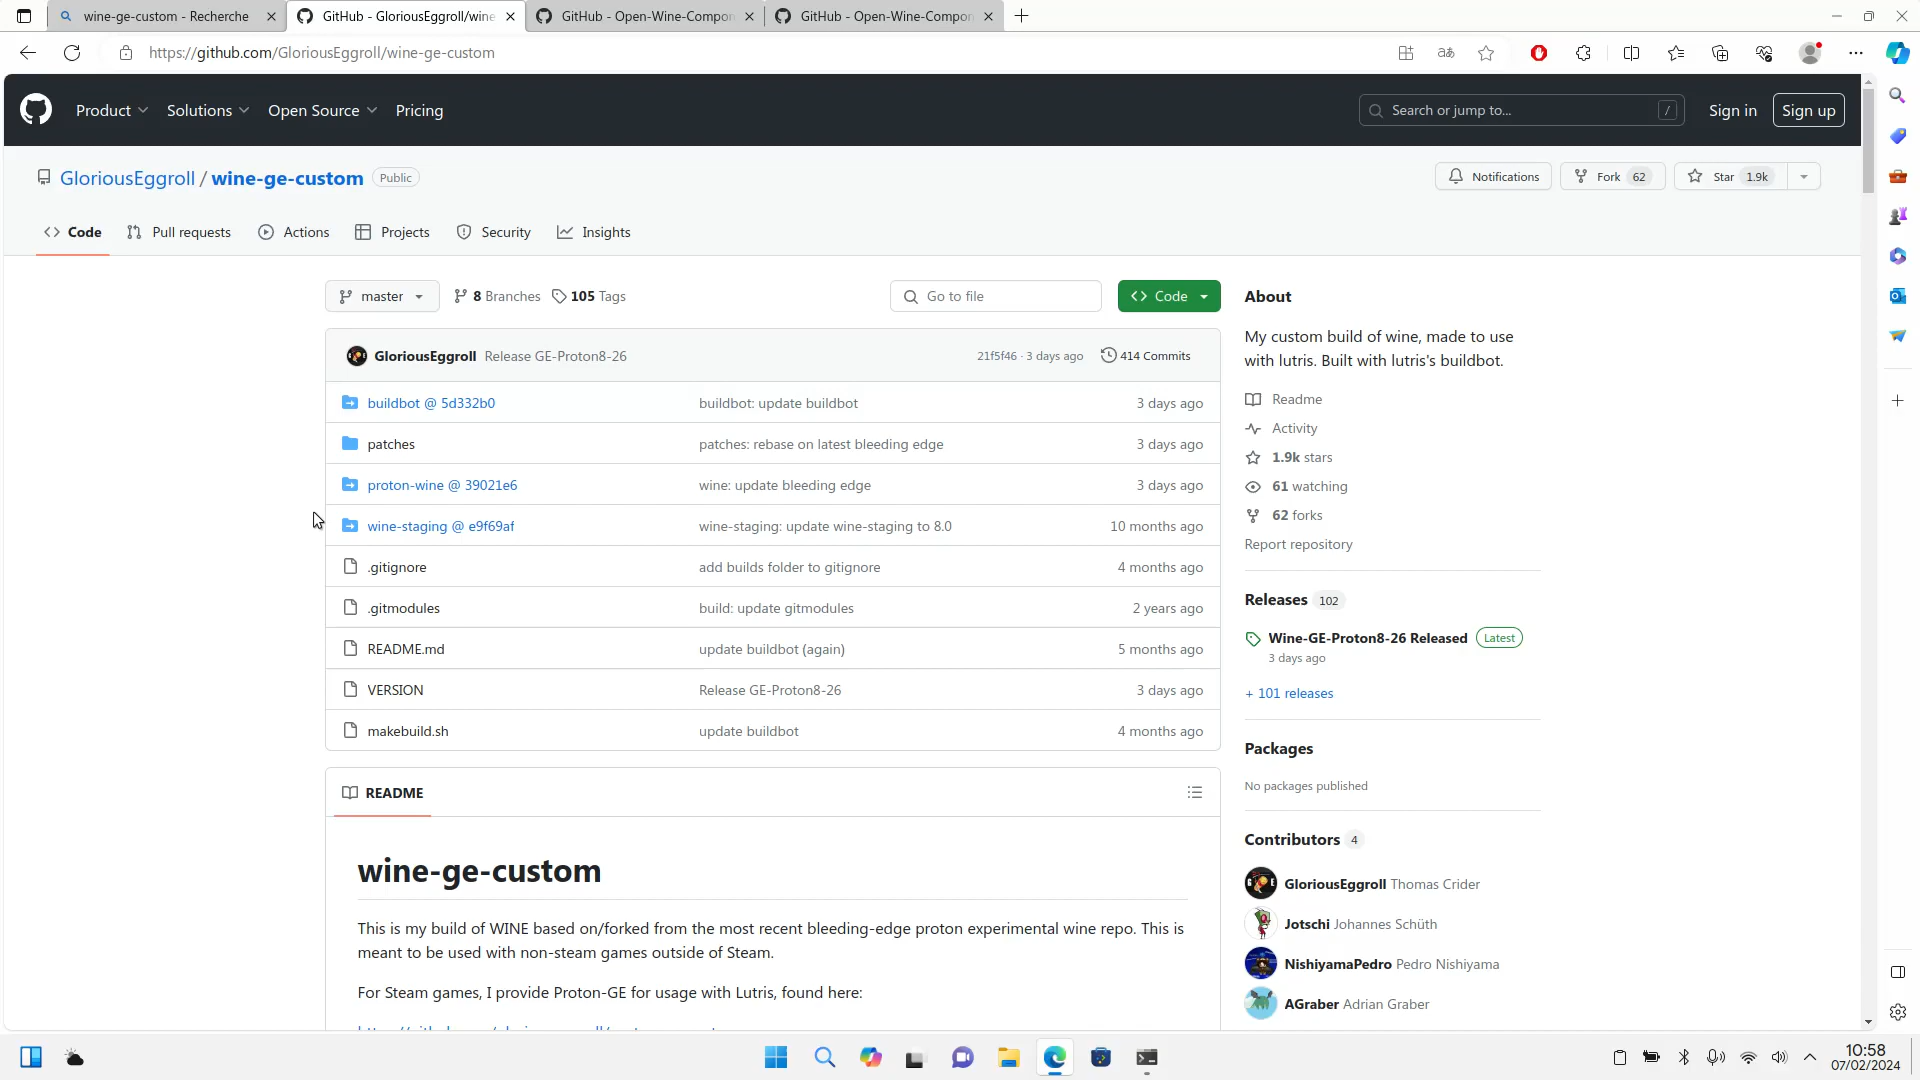 wine-ge-custom - Recherche
GitHub - GloriousEggroll/wine
GitHub - Open-Wine-Compon
GitHub - Open-Wine-Compon
https://github.com/GloriousEggroll/wine-ge-custom
Product
Solutions
Open Source
Pricing
Search or jump to...
/
Sign in
Sign up
GloriousEggroll / wine-ge-custom
Public
Notifications
Fork 62
Star 1.9k
Code
Pull requests
Actions
Projects
Security
Insights
master
8 Branches
105 Tags
Go to file
Code
GloriousEggroll Release GE-Proton8-26
21f5f46 · 3 days ago
414 Commits
buildbot @ 5d332b0 buildbot: update buildbot 3 days ago
patches patches: rebase on latest bleeding edge 3 days ago
proton-wine @ 39021e6 wine: update bleeding edge 3 days ago
wine-staging @ e9f69af wine-staging: update wine-staging to 8.0 10 months ago
.gitignore add builds folder to gitignore 4 months ago
.gitmodules build: update gitmodules 2 years ago
README.md update buildbot (again) 5 months ago
VERSION Release GE-Proton8-26 3 days ago
makebuild.sh update buildbot 4 months ago
README
wine-ge-custom
This is my build of WINE based on/forked from the most recent bleeding-edge proton experimental wine repo. This is
meant to be used with non-steam games outside of Steam.
For Steam games, I provide Proton-GE for usage with Lutris, found here:
About
My custom build of wine, made to use
with lutris. Built with lutris's buildbot.
Readme
Activity
1.9k stars
61 watching
62 forks
Report repository
Releases 102
Wine-GE-Proton8-26 Released Latest
3 days ago
+ 101 releases
Packages
No packages published
Contributors 4
GloriousEggroll Thomas Crider
Jotschi Johannes Schüth
NishiyamaPedro Pedro Nishiyama
AGraber Adrian Graber
10:58
07/02/2024